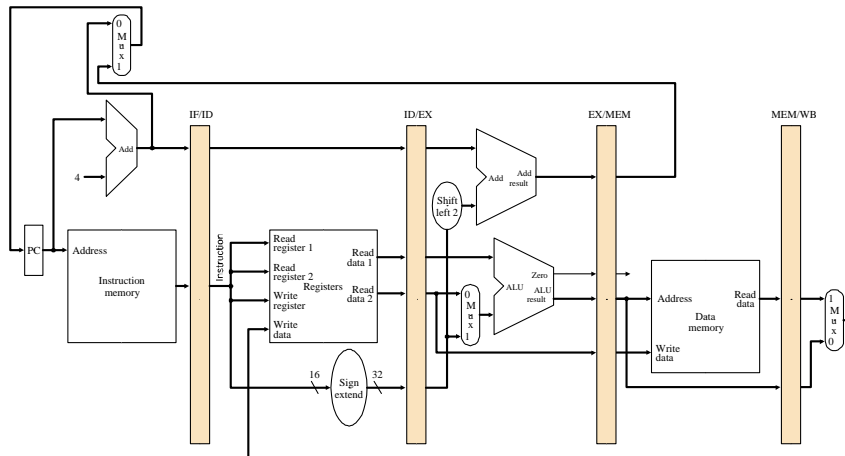 0
M
u
x
1
IF/ID
ID/EX
EX/MEM
MEM/WB
Add
4
Add
Add
result
Shift
left 2
PC
Address
Instruction
memory
Instruction
Read
register 1
Read
register 2
Write
register
Write
data
Registers
Read
data 1
Read
data 2
0
M
u
x
1
Zero
ALU
ALU
result
Address
Read
data
Data
memory
Write
data
1
M
u
x
0
16
Sign
extend
32